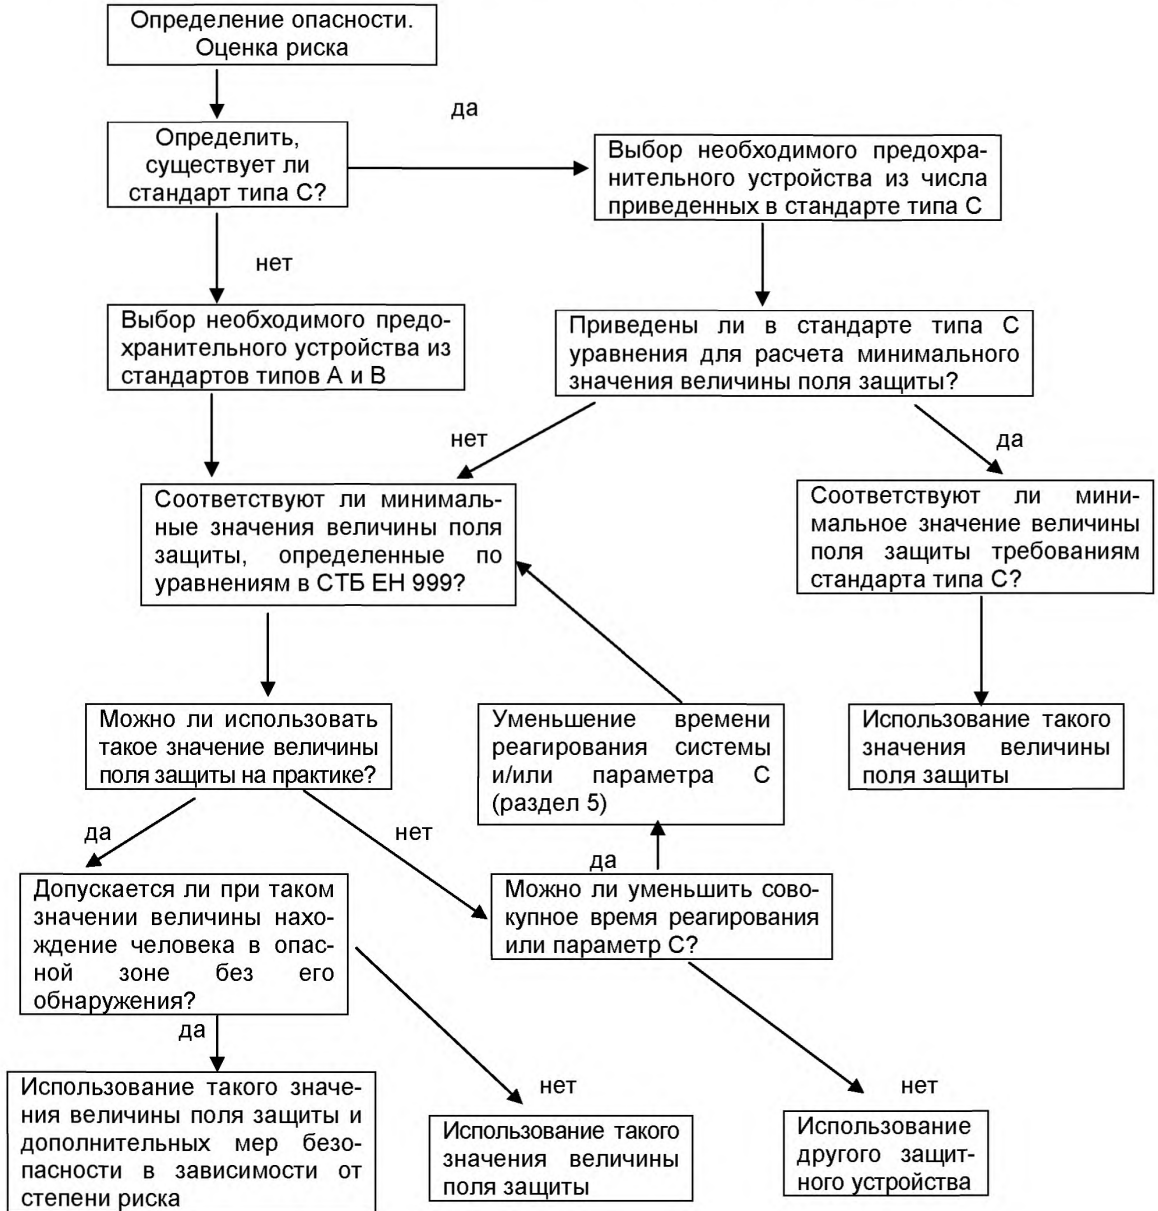 Определение опасности.
Оценка риска
да
Определить,
существует ли
стандарт типа С?
Выбор необходимого предохра-
нительного устройства из числа
приведенных в стандарте типа С
нет
Выбор необходимого предо-
хранительного устройства из
стандартов типов А и В
Приведены ли в стандарте типа С
уравнения для расчета минимального
значения величины поля защиты?
нет
да
Соответствуют ли минималь-
ные значения величины поля
защиты, определенные по
уравнениям в СТБ ЕН 999?
Соответствуют ли мини-
мальное значение величины
поля защиты требованиям
стандарта типа С?
Можно ли использовать
такое значение величины
поля защиты на практике?
Уменьшение времени
реагирования системы
и/или параметра С
(раздел 5)
Использование такого
значения величины
поля защиты
да
нет
да
Допускается ли при таком
значении величины нахо-
ждение человека в опас-
ной зоне без его
обнаружения?
Можно ли уменьшить сово-
купное время реагирования
или параметр С?
да
нет
нет
Использование такого значе-
ния величины поля защиты и
дополнительных мер безо-
пасности в зависимости от
степени риска
Использование такого
значения величины
поля защиты
Использование
другого защит-
ного устройства